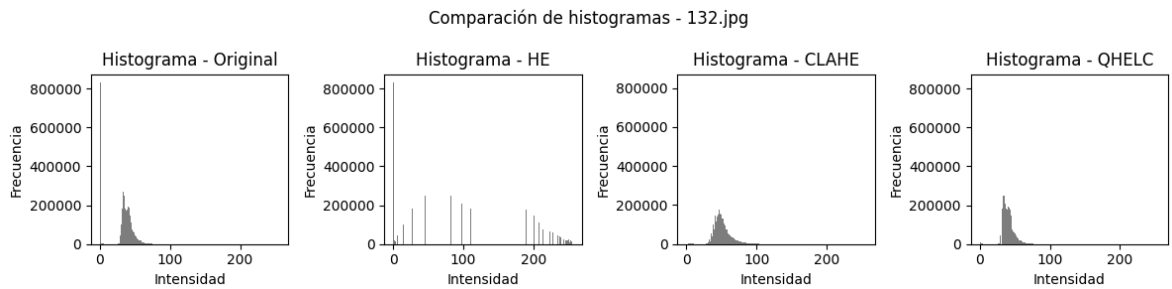 Comparación de histogramas - 132.jpg
Histograma - Original
Histograma - HE
Histograma - CLAHE
Histograma - QHELC
800000
600000
400000
200000
0
Frecuencia
0
100
200
Intensidad
800000
600000
400000
200000
0
Frecuencia
0
100
200
Intensidad
800000
600000
400000
200000
0
Frecuencia
0
100
200
Intensidad
800000
600000
400000
200000
0
Frecuencia
0
100
200
Intensidad